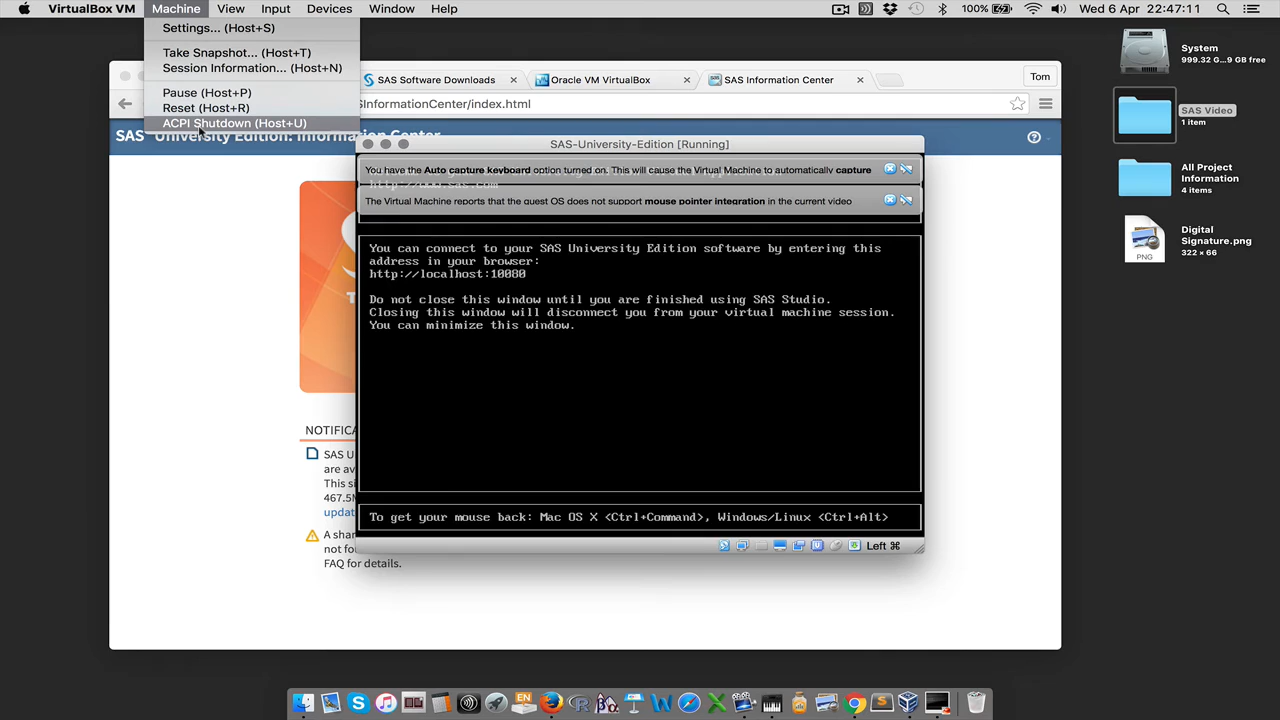 VirtualBox VM Machine View Input Devices Window Help 100% Wed 6 Apr 22:47:11
Settings... (Host+S)
Take Snapshot... (Host+T)
Session Information... (Host+N)
Pause (Host+P)
Reset (Host+R)
ACPI Shutdown (Host+U)
SAS Software Downloads
Oracle VM VirtualBox
SAS Information Center
Tom
SInformationCenter/index.html
SAS University Edition: Information Center
SAS-University-Edition [Running]
You have the Auto capture keyboard option turned on. This will cause the Virtual Machine to automatically capture
http://www.sas.com
The Virtual Machine reports that the guest OS does not support mouse pointer integration in the current video
You can connect to your SAS University Edition software by entering this
address in your browser:
http://localhost:10080
Do not close this window until you are finished using SAS Studio.
Closing this window will disconnect you from your virtual machine session.
You can minimize this window.
To get your mouse back: Mac OS X <Ctrl+Command>, Windows/Linux <Ctrl+Alt>
Left ⌘
NOTIFICA
SAS U
are av
This si
467.5M
updat
A shar
not fo
FAQ for details.
System
999.32 G...9 GB free
SAS Video
1 item
All Project
Information
4 items
Digital
Signature.png
322 × 66
PNG